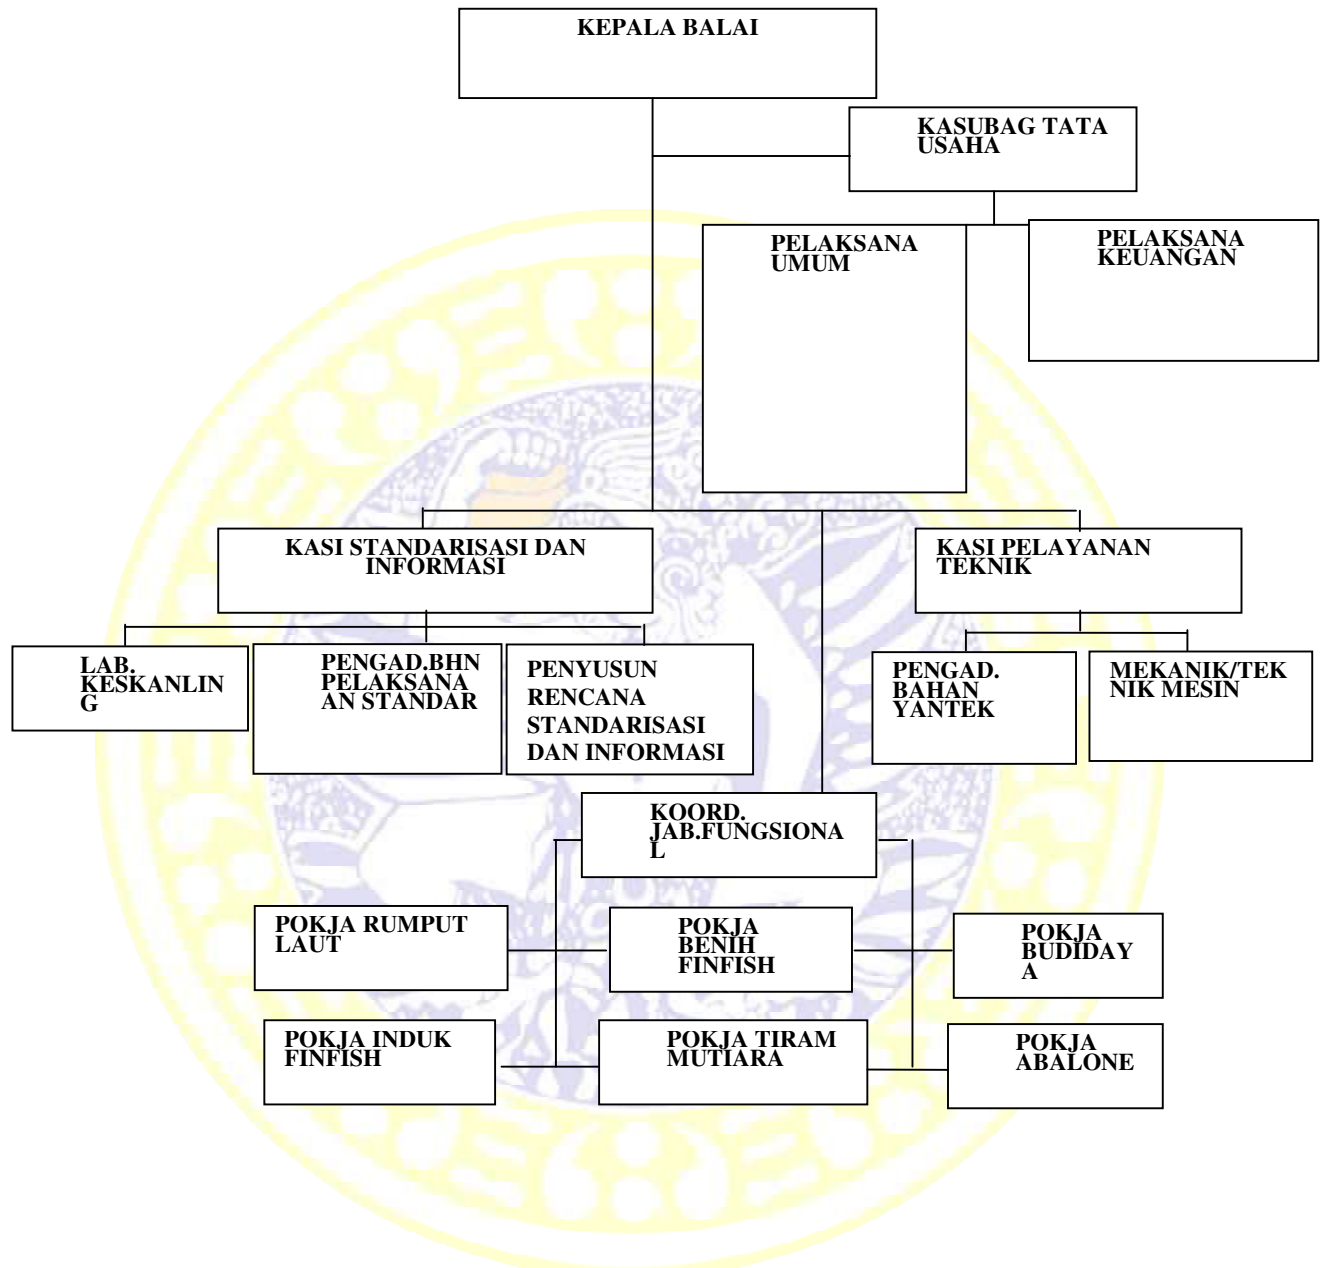 KEPALA BALAI
KASUBAG TATA
USAHA
PELAKSANA
UMUM
PELAKSANA
KEUANGAN
KASI STANDARISASI DAN
INFORMASI
KASI PELAYANAN
TEKNIK
LAB.
KESKANLIN
G
PENGAD.BHN
PELAKSANA
AN STANDAR
PENYUSUN
RENCANA
STANDARISASI
DAN INFORMASI
PENGAD.
BAHAN
YANTEK
MEKANIK/TEK
NIK MESIN
KOORD.
JAB.FUNGSIONA
L
POKJA RUMPUT
LAUT
POKJA
BENIH
FINFISH
POKJA
BUDIDAY
A
POKJA INDUK
FINFISH
POKJA TIRAM
MUTIARA
POKJA
ABALONE